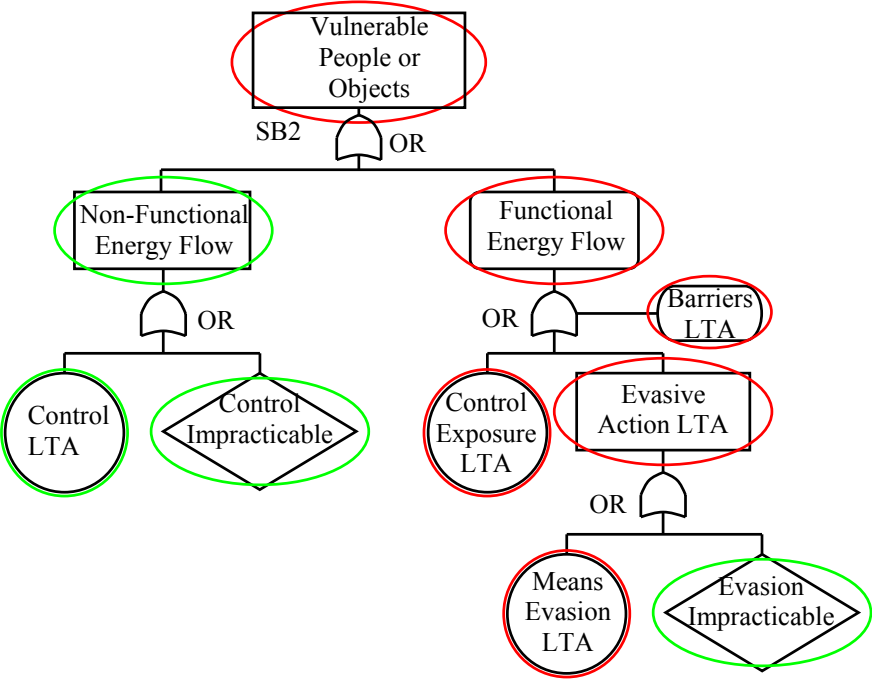 Vulnerable
People or
Objects
SB2
OR
Non-Functional
Energy Flow
Functional
Energy Flow
OR
OR
Barriers
LTA
Control
LTA
Control
Impracticable
Control
Exposure
LTA
Evasive
Action LTA
OR
Means
Evasion
LTA
Evasion
Impracticable